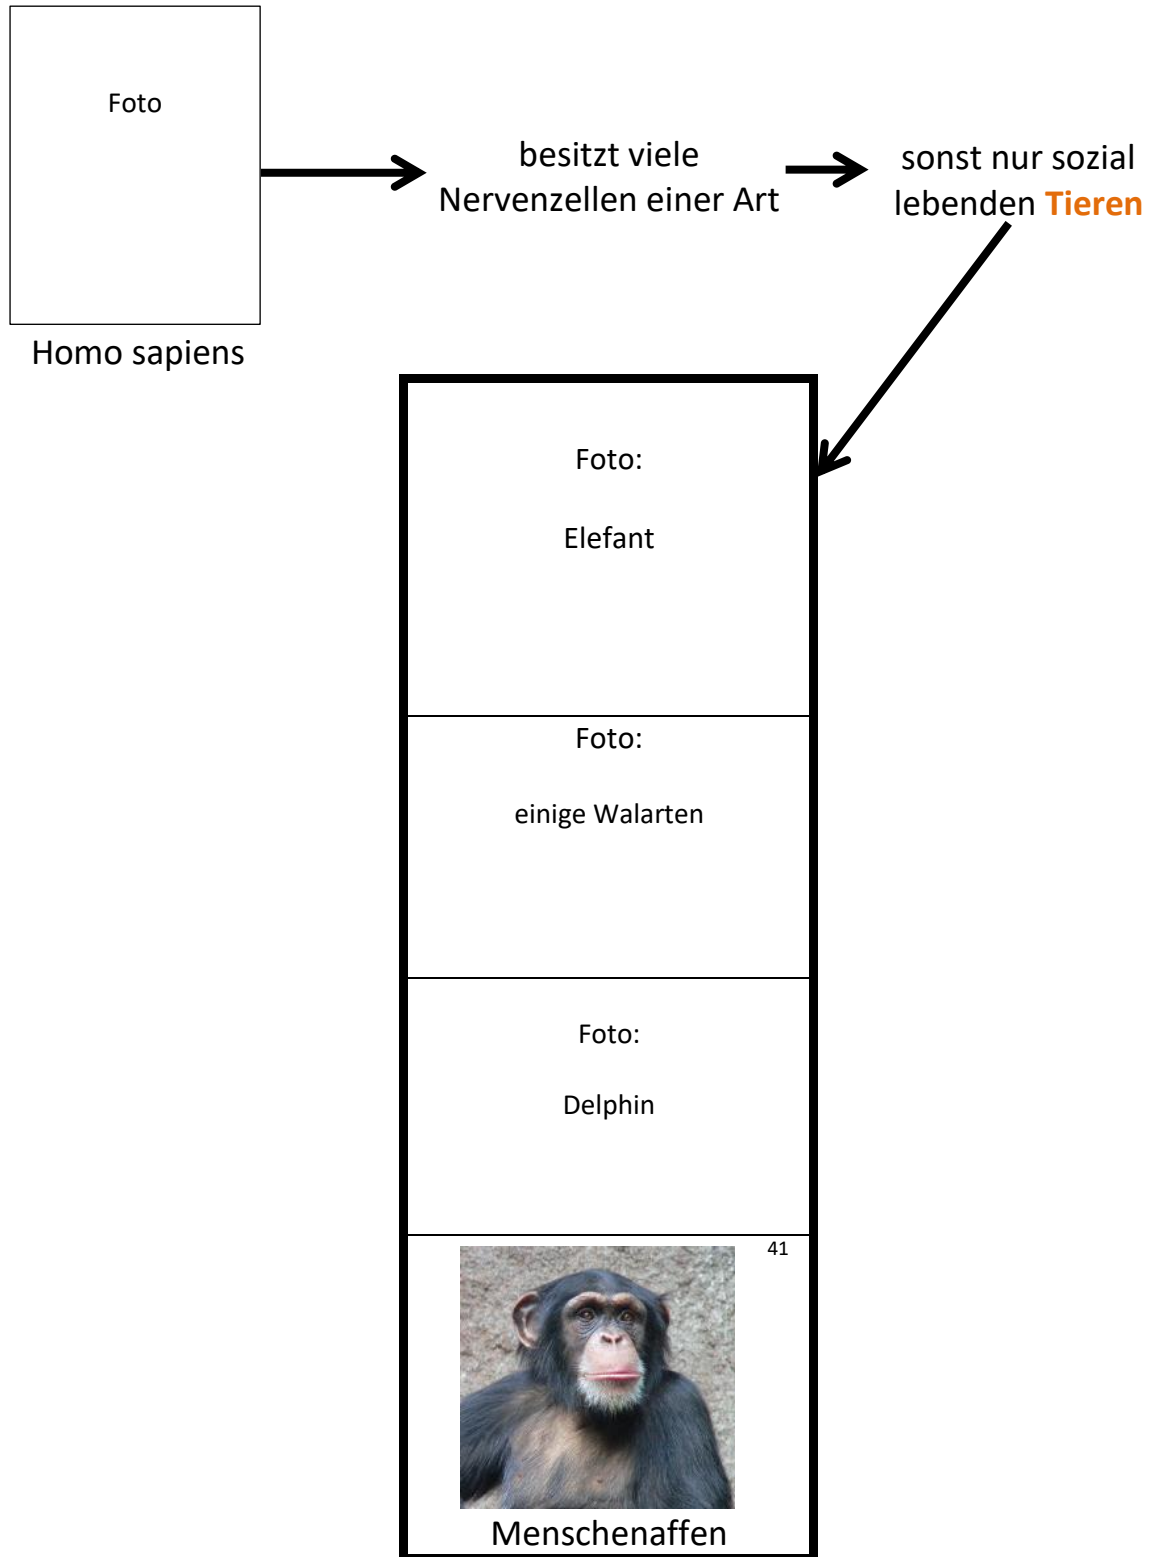 Foto
Homo sapiens
besitzt viele
Nervenzellen einer Art
sonst nur sozial
lebenden Tieren
Foto:
Elefant
Foto:
einige Walarten
Foto:
Delphin
41
Menschenaffen